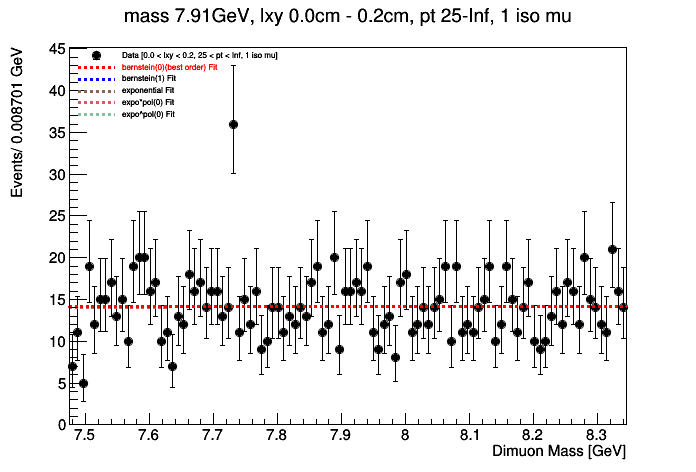 mass 7.91GeV, lxy 0.0cm - 0.2cm, pt 25-Inf, 1 iso mu
Events/ 0.008701 GeV
45
40
35
30
25
20
15
10
5
0
Data [0.0 < lxy < 0.2, 25 < pt < Inf, 1 iso mu]
bernstein(0)(best order) Fit
bernstein(1) Fit
exponential Fit
expo*pol(0) Fit
expo^pol(0) Fit
7.5 7.6 7.7 7.8 7.9 8 8.1 8.2 8.3
Dimuon Mass [GeV]